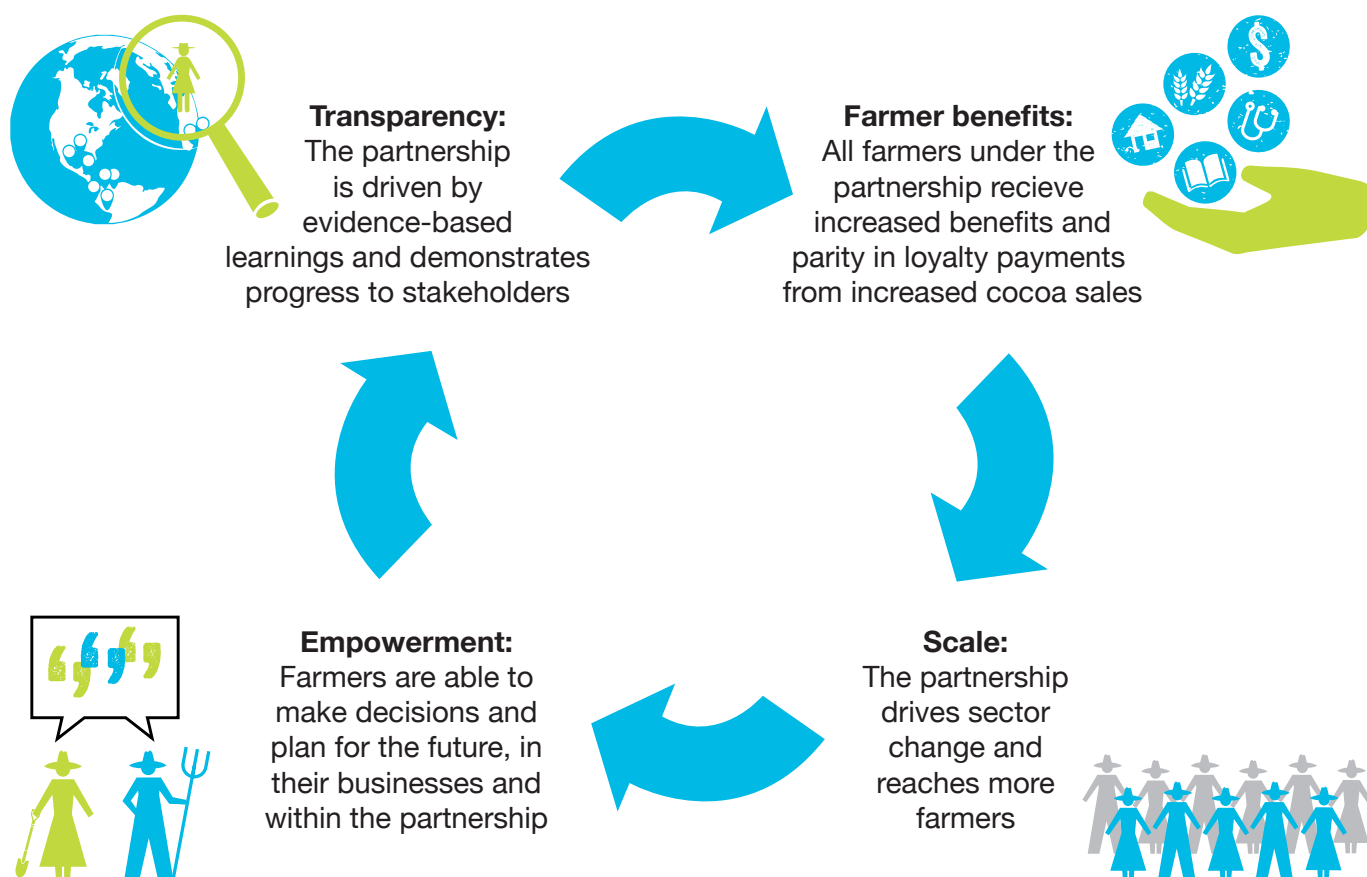 Transparency:
The partnership
is driven by
evidence-based
learnings and demonstrates
progress to stakeholders
Farmer benefits:
All farmers under the
partnership recieve
increased benefits and
parity in loyalty payments
from increased cocoa sales
$
Empowerment:
Farmers are able to
make decisions and
plan for the future, in
their businesses and
within the partnership
Scale:
The partnership
drives sector
change and
reaches more
farmers